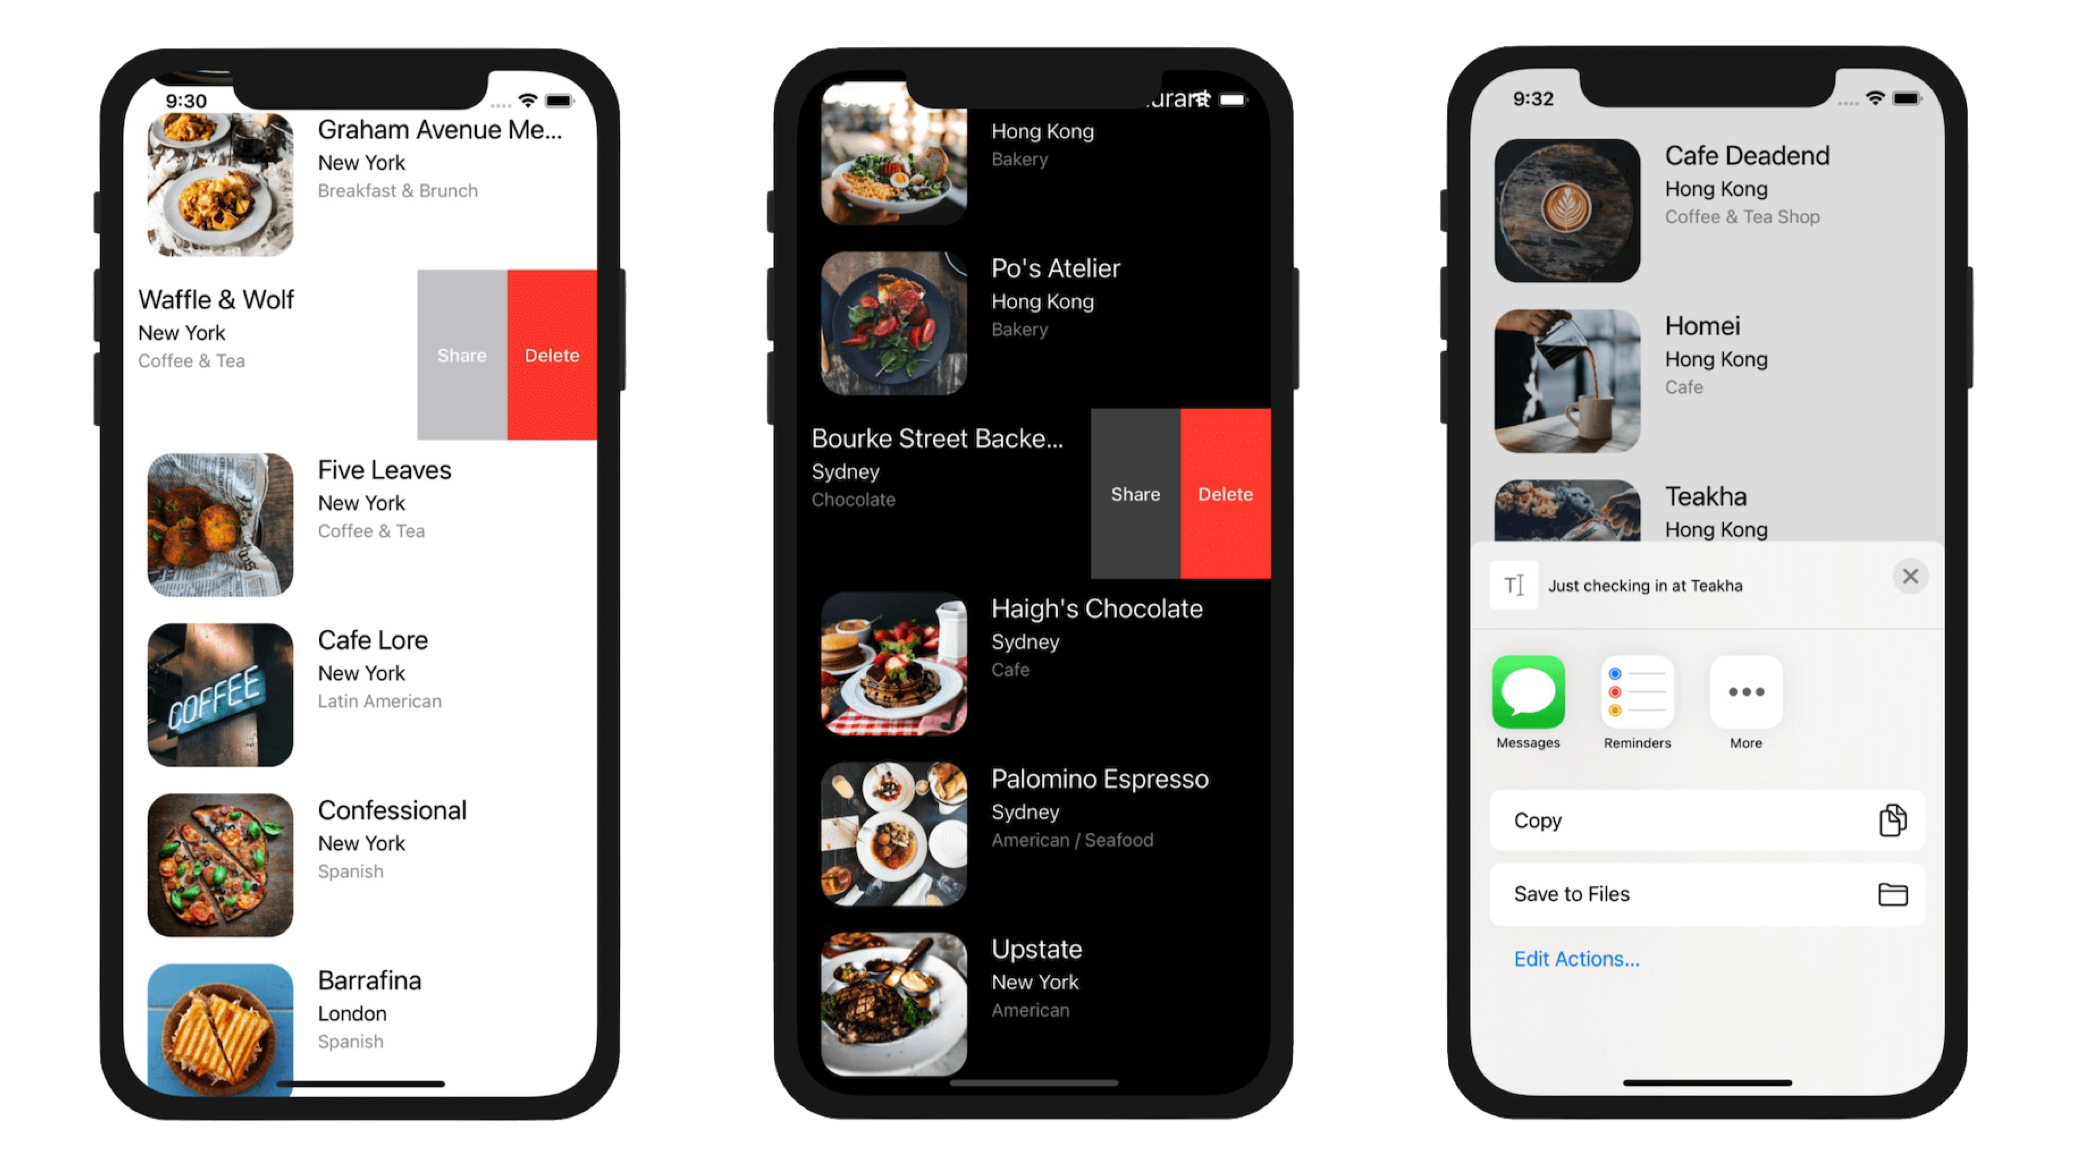 9:30
Graham Avenue Me...
New York
Breakfast & Brunch
Waffle & Wolf
New York
Coffee & Tea
Share
Delete
Five Leaves
New York
Coffee & Tea
COFFEE
Cafe Lore
New York
Latin American
Confessional
New York
Spanish
Barrafina
London
Spanish
Hong Kong
Bakery
Po's Atelier
Hong Kong
Bakery
Bourke Street Backe...
Sydney
Chocolate
Share
Delete
Haigh's Chocolate
Sydney
Cafe
Palomino Espresso
Sydney
American / Seafood
Upstate
New York
American
9:32
Cafe Deadend
Hong Kong
Coffee & Tea Shop
Homei
Hong Kong
Cafe
Teakha
Hong Kong
Just checking in at Teakha
Messages
Reminders
More
Copy
Save to Files
Edit Actions...